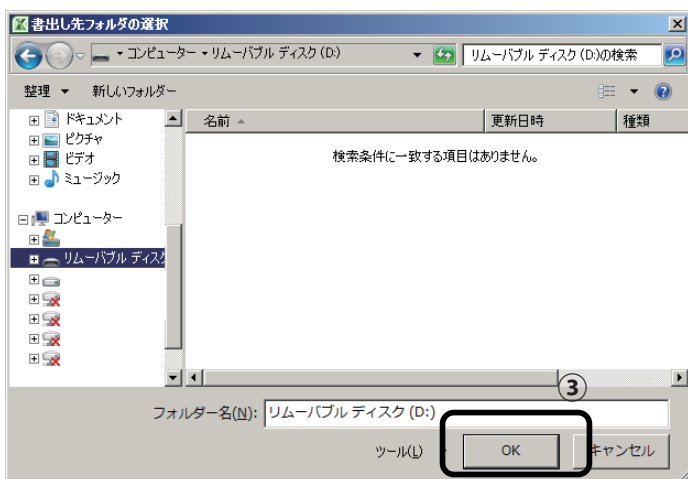 書出し先フォルダの選択
コンピューター リムーバブル ディスク (D:) リムーバブル ディスク (D:)の検索
整理 新しいフォルダー
ドキュメント
ピクチャ
ビデオ
ミュージック
コンピューター
リムーバブル ディスク
名前 更新日時 種類
検索条件に一致する項目はありません。
③
フォルダー名(N): リムーバブル ディスク (D:)
ツール(L) OK キャンセル